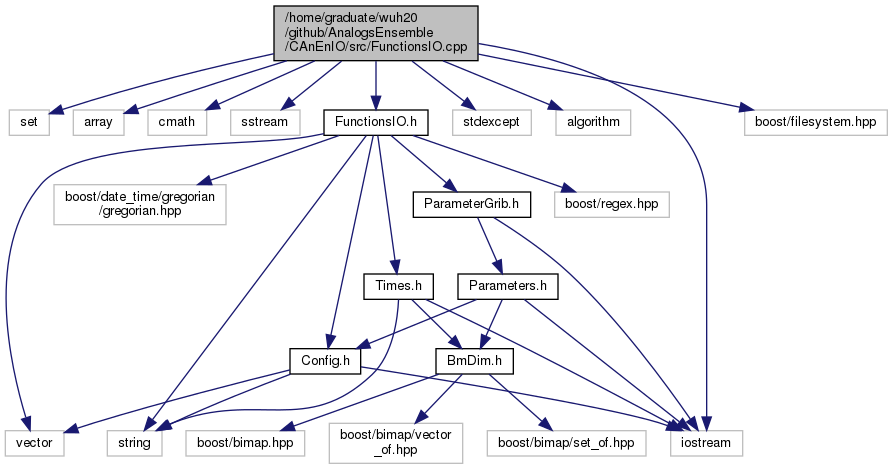 /home/graduate/wuh20
/github/AnalogsEnsemble
/CAnEnIO/src/FunctionsIO.cpp
set
array
cmath
sstream
FunctionsIO.h
stdexcept
algorithm
boost/filesystem.hpp
boost/date_time/gregorian
/gregorian.hpp
ParameterGrib.h
boost/regex.hpp
Times.h
Parameters.h
Config.h
BmDim.h
vector
string
boost/bimap.hpp
boost/bimap/vector
_of.hpp
boost/bimap/set_of.hpp
iostream